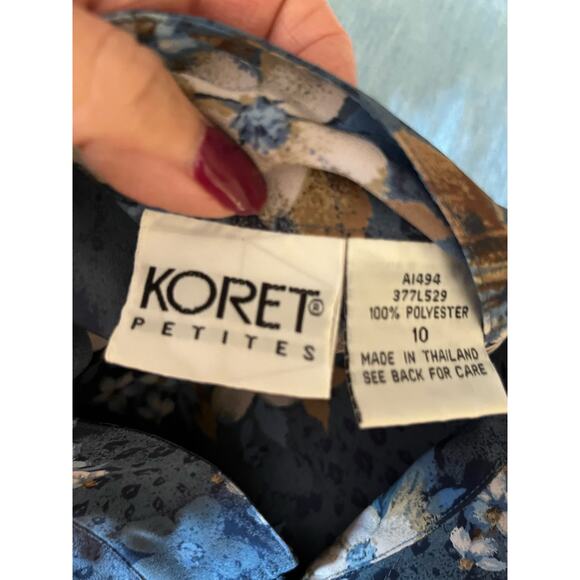 KORET®
PETITES
A1494
377L529
100% POLYESTER
10
MADE IN THAILAND
SEE BACK FOR CARE